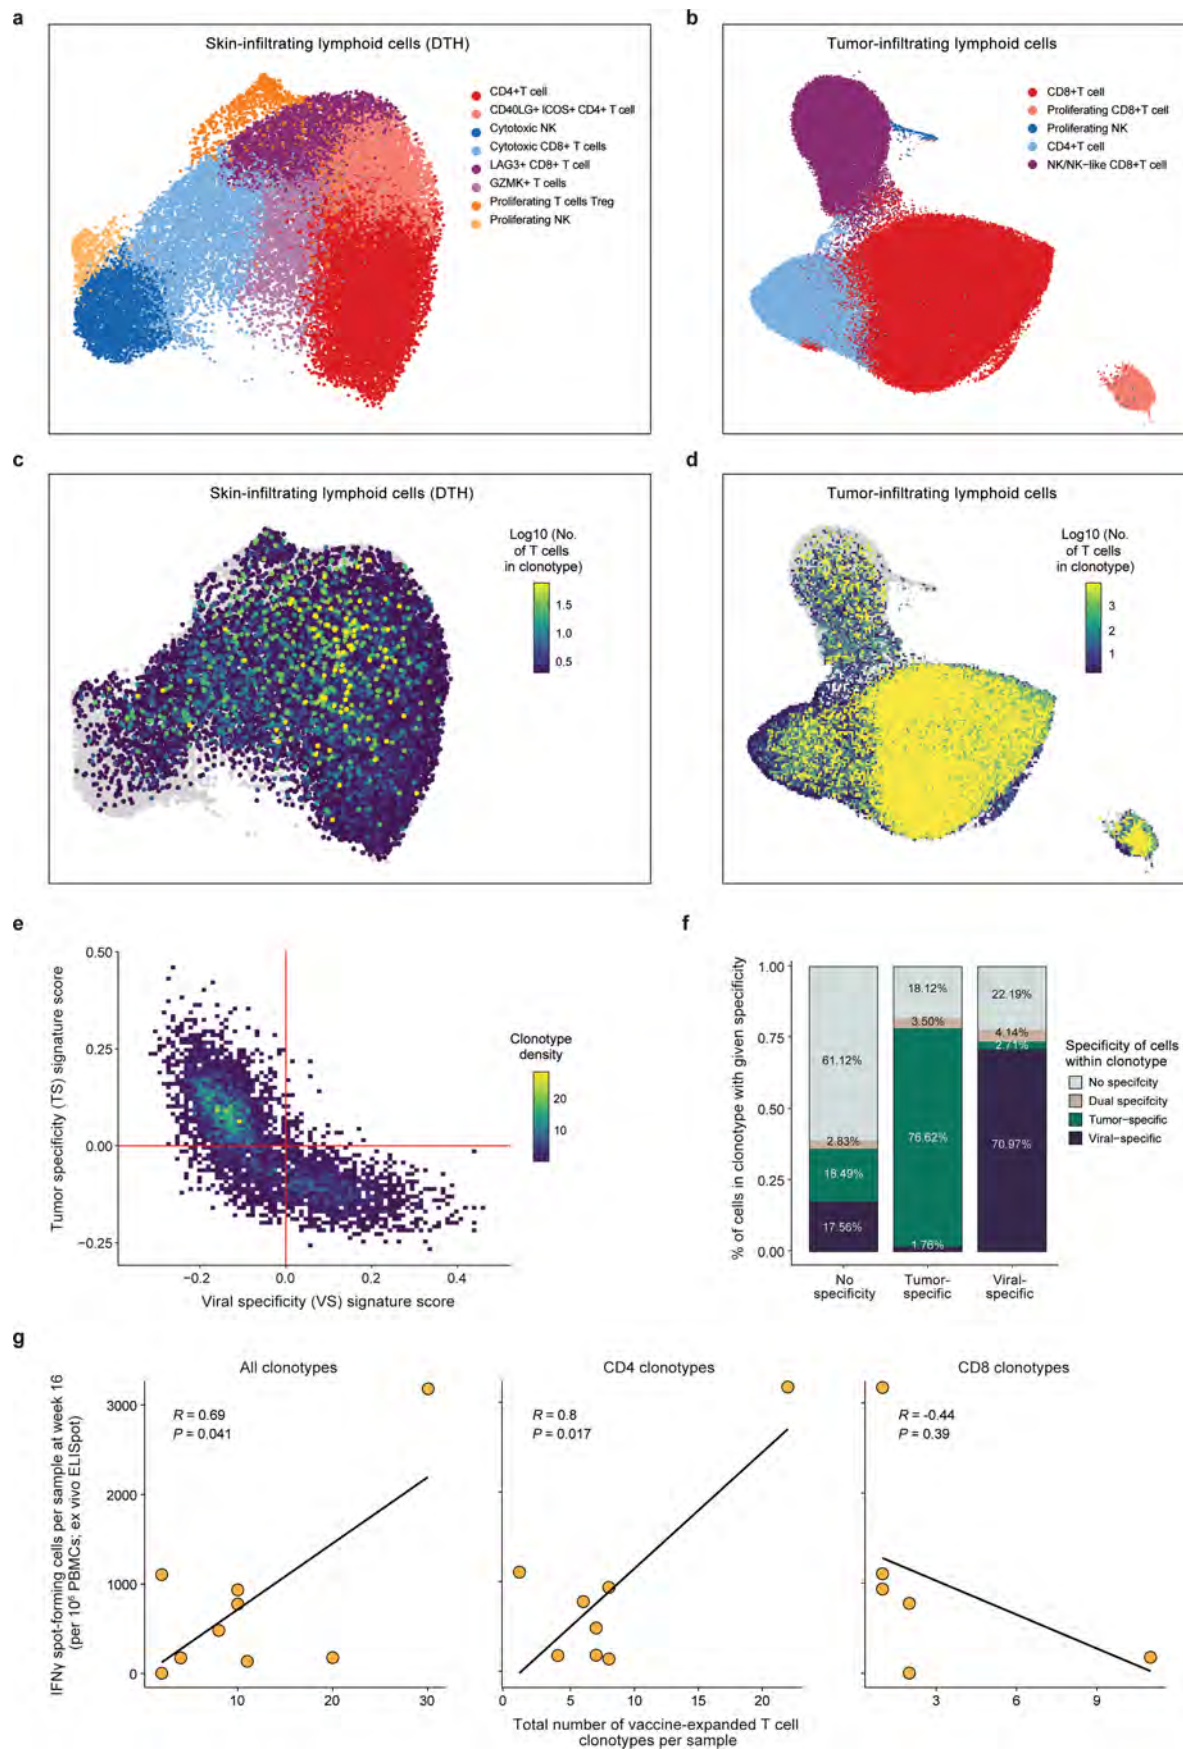 a
Skin-infiltrating lymphoid cells (DTH)
CD4+T cell
CD40LG+ ICOS+ CD4+ T cell
Cytotoxic NK
Cytotoxic CD8+ T cells
LAG3+ CD8+ T cell
GZMK+ T cells
Proliferating T cells Treg
Proliferating NK
b
Tumor-infiltrating lymphoid cells
CD8+T cell
Proliferating CD8+T cell
Proliferating NK
CD4+T cell
NK/NK-like CD8+T cell
c
Skin-infiltrating lymphoid cells (DTH)
Log10 (No.
of T cells
in clonotype)
1.5
1.0
0.5
d
Tumor-infiltrating lymphoid cells
Log10 (No.
of T cells
in clonotype)
3
2
1
e
Tumor specificity (TS) signature score
0.50
0.25
0.00
−0.25
−0.2
0.0
0.2
0.4
Viral specificity (VS) signature score
Clonotype
density
20
10
f
% of cells in clonotype with given specificity
1.00
0.75
0.50
0.25
0.00
61.12%
2.83%
18.49%
17.56%
18.12%
3.50%
76.62%
1.76%
22.19%
4.14%
2.71%
70.97%
No
specificity
Tumor-
specific
Viral-
specific
Specificity of cells
within clonotype
No specifcity
Dual specifcity
Tumor−specific
Viral−specific
g
IFNγ spot-forming cells per sample at week 16
(per 10⁶ PBMCs; ex vivo ELISpot)
All clonotypes
R = 0.69
P = 0.041
3000
2000
1000
0
10
20
30
CD4 clonotypes
R = 0.8
P = 0.017
0
5
10
15
20
CD8 clonotypes
R = -0.44
P = 0.39
3
6
9
Total number of vaccine-expanded T cell
clonotypes per sample